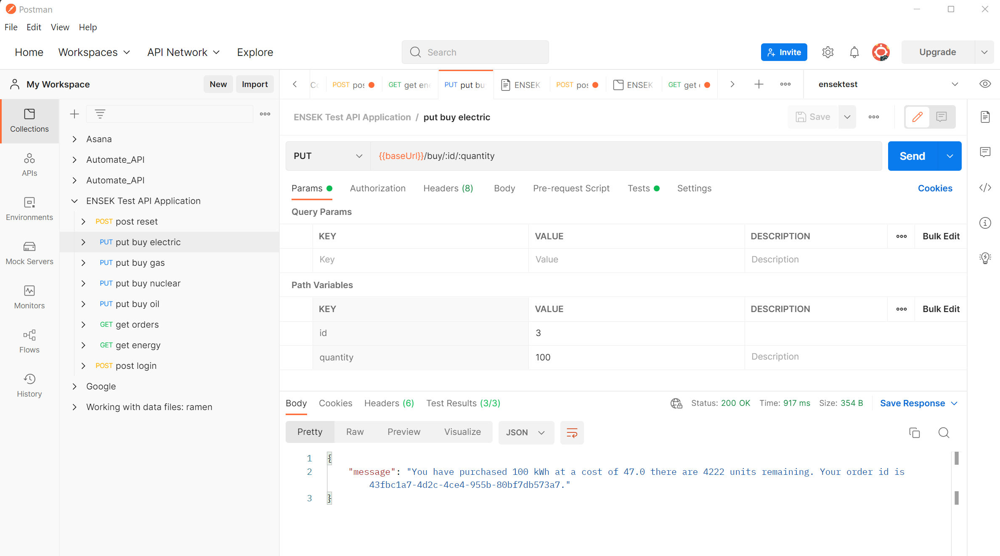 Postman
File Edit View Help
Home Workspaces API Network Explore Search Invite Upgrade
My Workspace New Import
POST GET get PUT put ENSEK POST ENSEK GET get ensektest
Collections
APIs
Environments
Mock Servers
Monitors
Flows
History
Asana
Automate_API
Automate_API
ENSEK Test API Application
POST post reset
PUT put buy electric
PUT put buy gas
PUT put buy nuclear
PUT put buy oil
GET get orders
GET get energy
POST post login
Google
Working with data files: ramen
ENSEK Test API Application / put buy electric Save
PUT {{baseUrl}}/buy/:id/:quantity Send
Params Authorization Headers (8) Body Pre-request Script Tests Settings Cookies
Query Params
KEY VALUE DESCRIPTION Bulk Edit
Key Value Description
Path Variables
KEY VALUE DESCRIPTION Bulk Edit
id 3
quantity 100 Description
Body Cookies Headers (6) Test Results (3/3) Status: 200 OK Time: 917 ms Size: 354 B Save Response
Pretty Raw Preview Visualize JSON
1 {
2 "message": "You have purchased 100 kWh at a cost of 47.0 there are 4222 units remaining. Your order id is
43fbc1a7-4d2c-4ce4-955b-80bf7db573a7."
3 }